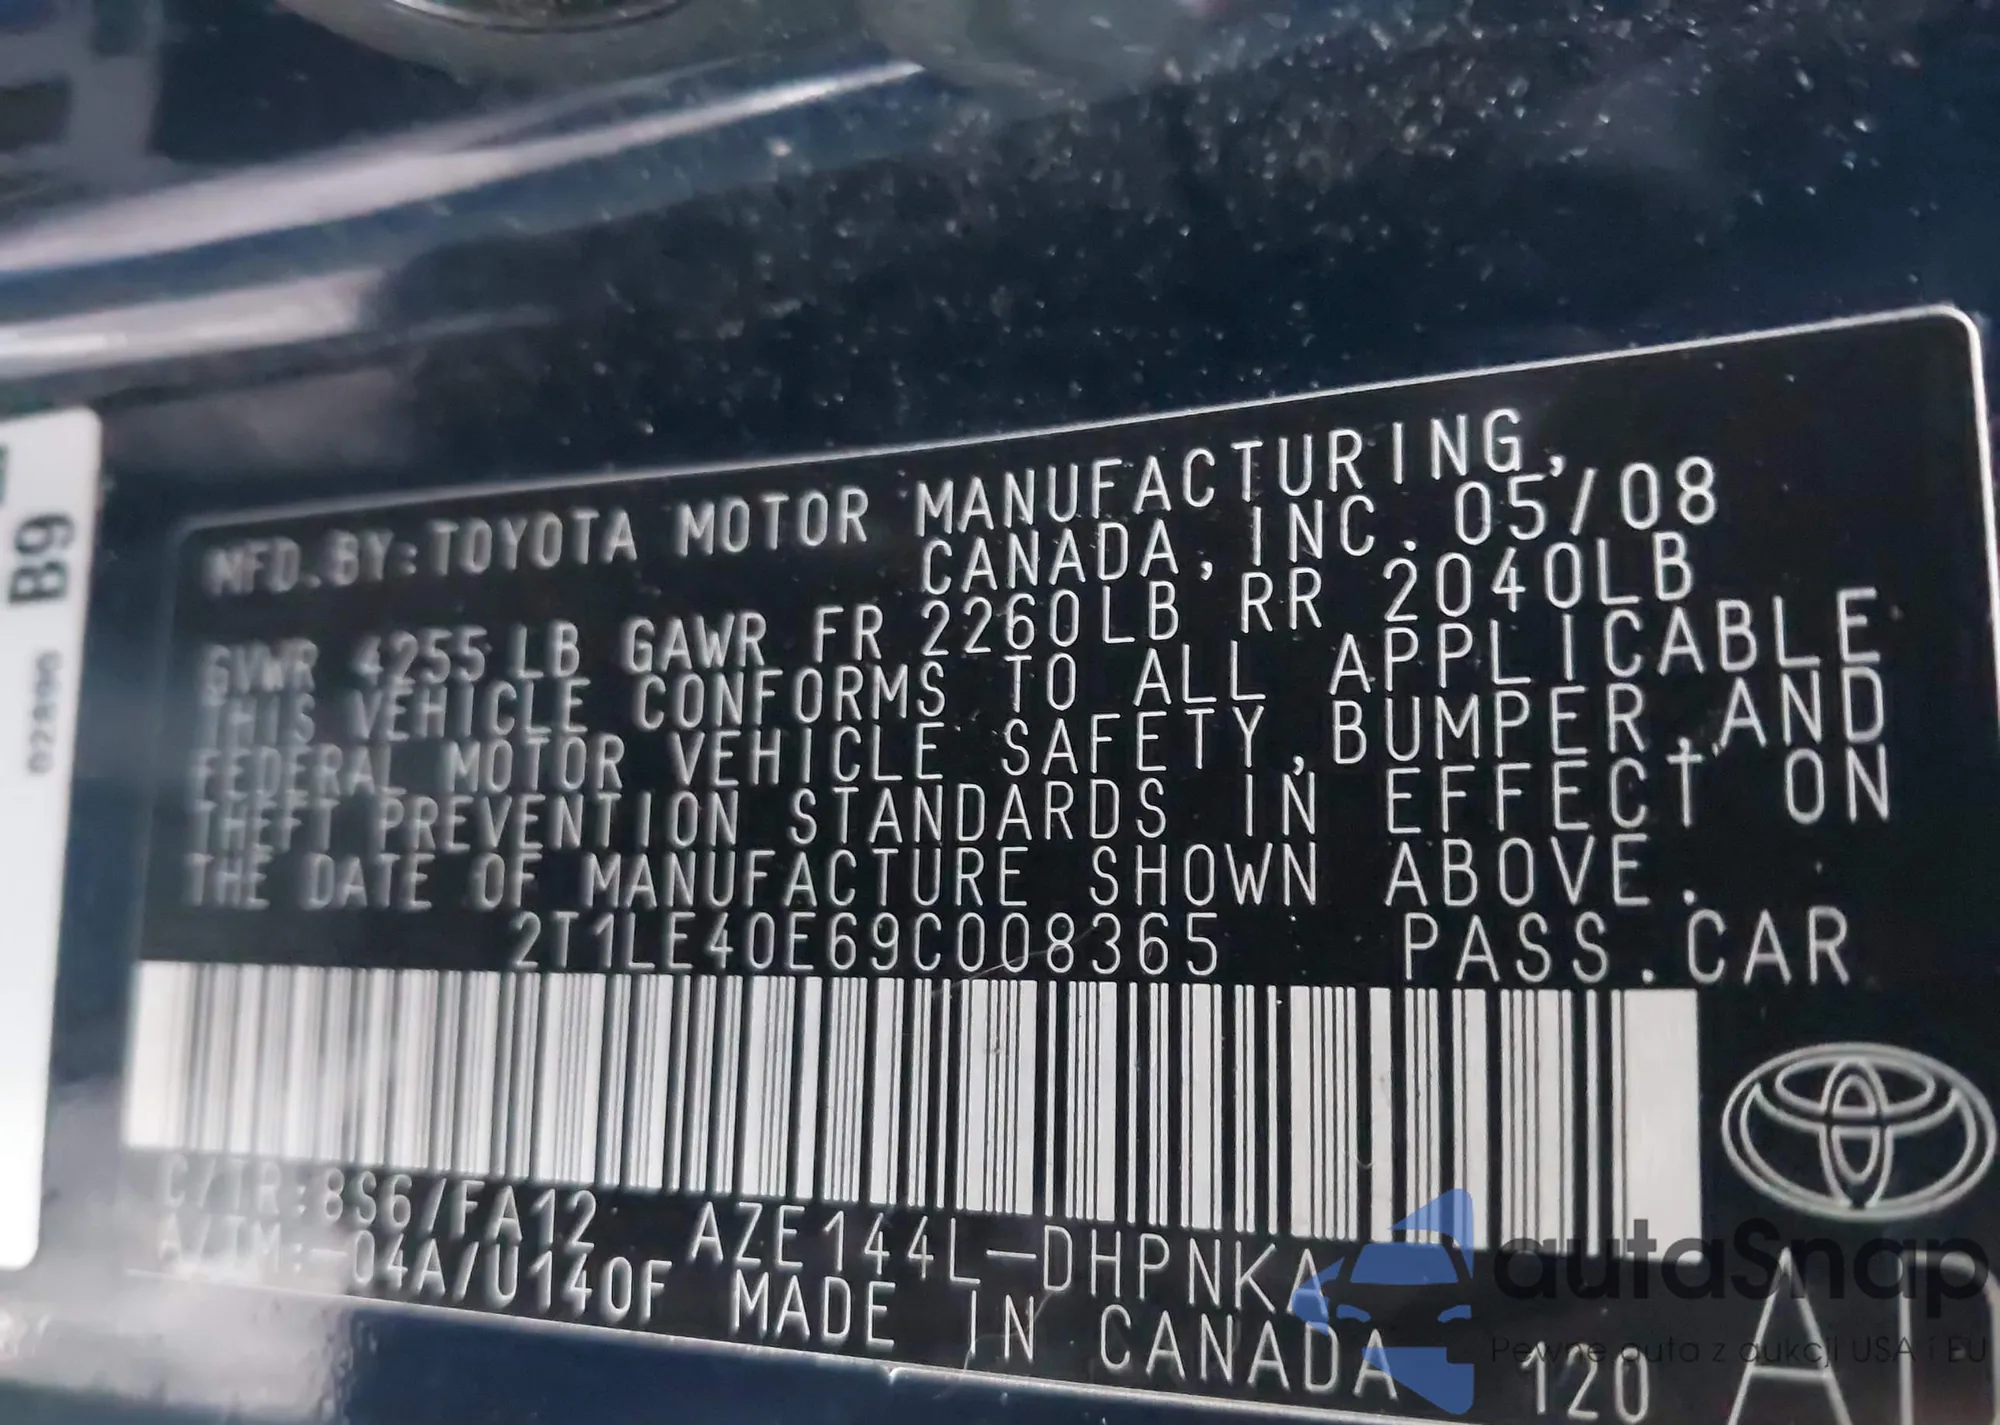 B9
02890
MFD.BY:TOYOTA MOTOR MANUFACTURING,
CANADA, INC. 05/08
GVWR 4255 LB GAWR FR 2260LB RR 2040LB
THIS VEHICLE CONFORMS TO ALL APPLICABLE
FEDERAL MOTOR VEHICLE SAFETY,BUMPER,AND
THEFT PREVENTION STANDARDS IN EFFECT ON
THE DATE OF MANUFACTURE SHOWN ABOVE.
2T1LE40E69C008365 PASS.CAR
C/TR:8S6/FA12 AZE144L-DHPNKA
A/TM:-04A/U140F MADE IN CANADA 120
autaSnap
Pewne auta z aukcji USA i EU